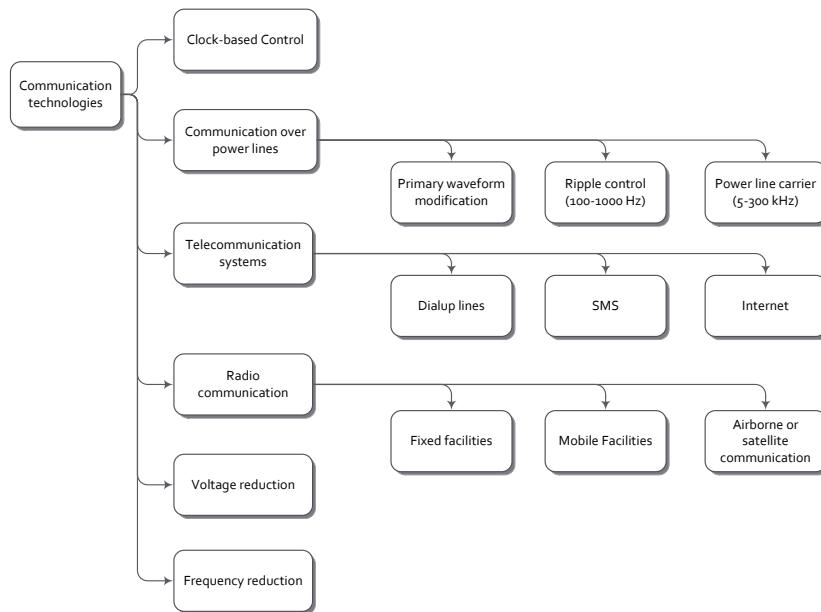 Clock-based Control
Communication
technologies
Communication over
power lines
Primary waveform
modification
Ripple control
(100-1000 Hz)
Power line carrier
(5-300 kHz)
Telecommunication
systems
Dialup lines
SMS
Internet
Radio
communication
Fixed facilities
Mobile Facilities
Airborne or
satellite
communication
Voltage reduction
Frequency reduction